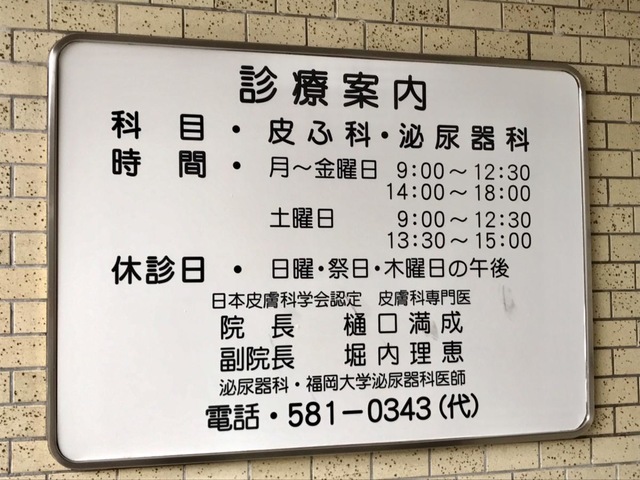 診療案内
科目・皮ふ科・泌尿器科
時間・月～金曜日 9:00～12:30
14:00～18:00
土曜日 9:00～12:30
13:30～15:00
休診日・日曜・祭日・木曜日の午後
日本皮膚科学会認定 皮膚科専門医
院長 樋口満成
副院長 堀内理恵
泌尿器科・福岡大学泌尿器科医師
電話・581－0343（代）